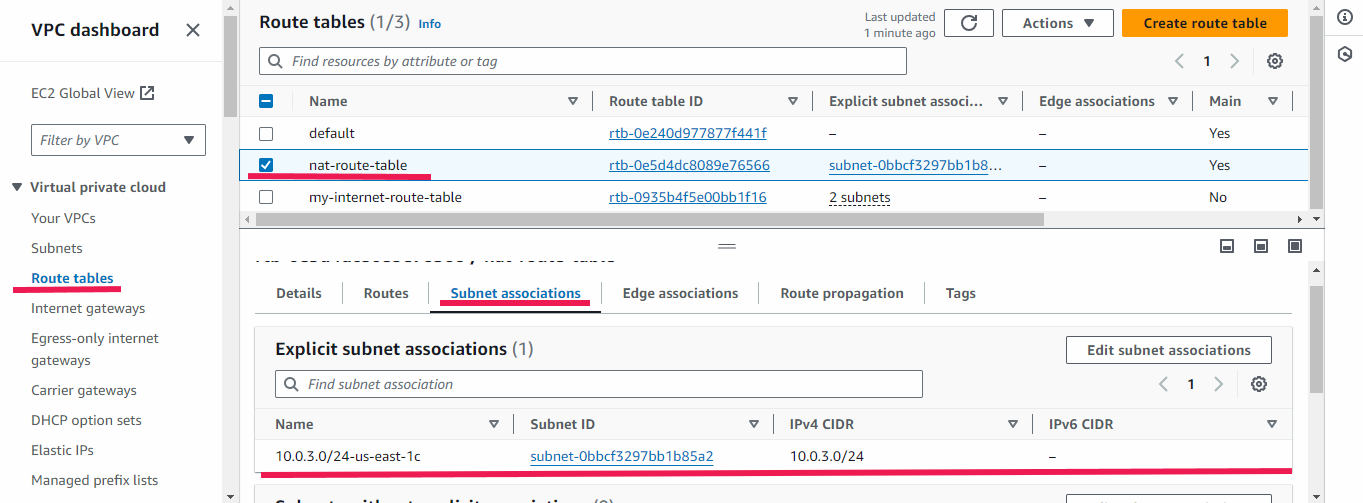 VPC dashboard
EC2 Global View
Filter by VPC
Virtual private cloud
Your VPCs
Subnets
Route tables
Internet gateways
Egress-only internet
gateways
Carrier gateways
DHCP option sets
Elastic IPs
Managed prefix lists
Route tables (1/3) Info
Last updated
1 minute ago
Actions
Create route table
Find resources by attribute or tag
1
Name Route table ID Explicit subnet associ... Edge associations Main
default rtb-0e240d977877f441f – – Yes
nat-route-table rtb-0e5d4dc8089e76566 subnet-0bbcf3297bb1b8... – Yes
my-internet-route-table rtb-0935b4f5e00bb1f16 2 subnets – No
Details Routes Subnet associations Edge associations Route propagation Tags
Explicit subnet associations (1)
Edit subnet associations
Find subnet association
1
Name Subnet ID IPv4 CIDR IPv6 CIDR
10.0.3.0/24-us-east-1c subnet-0bbcf3297bb1b85a2 10.0.3.0/24 –